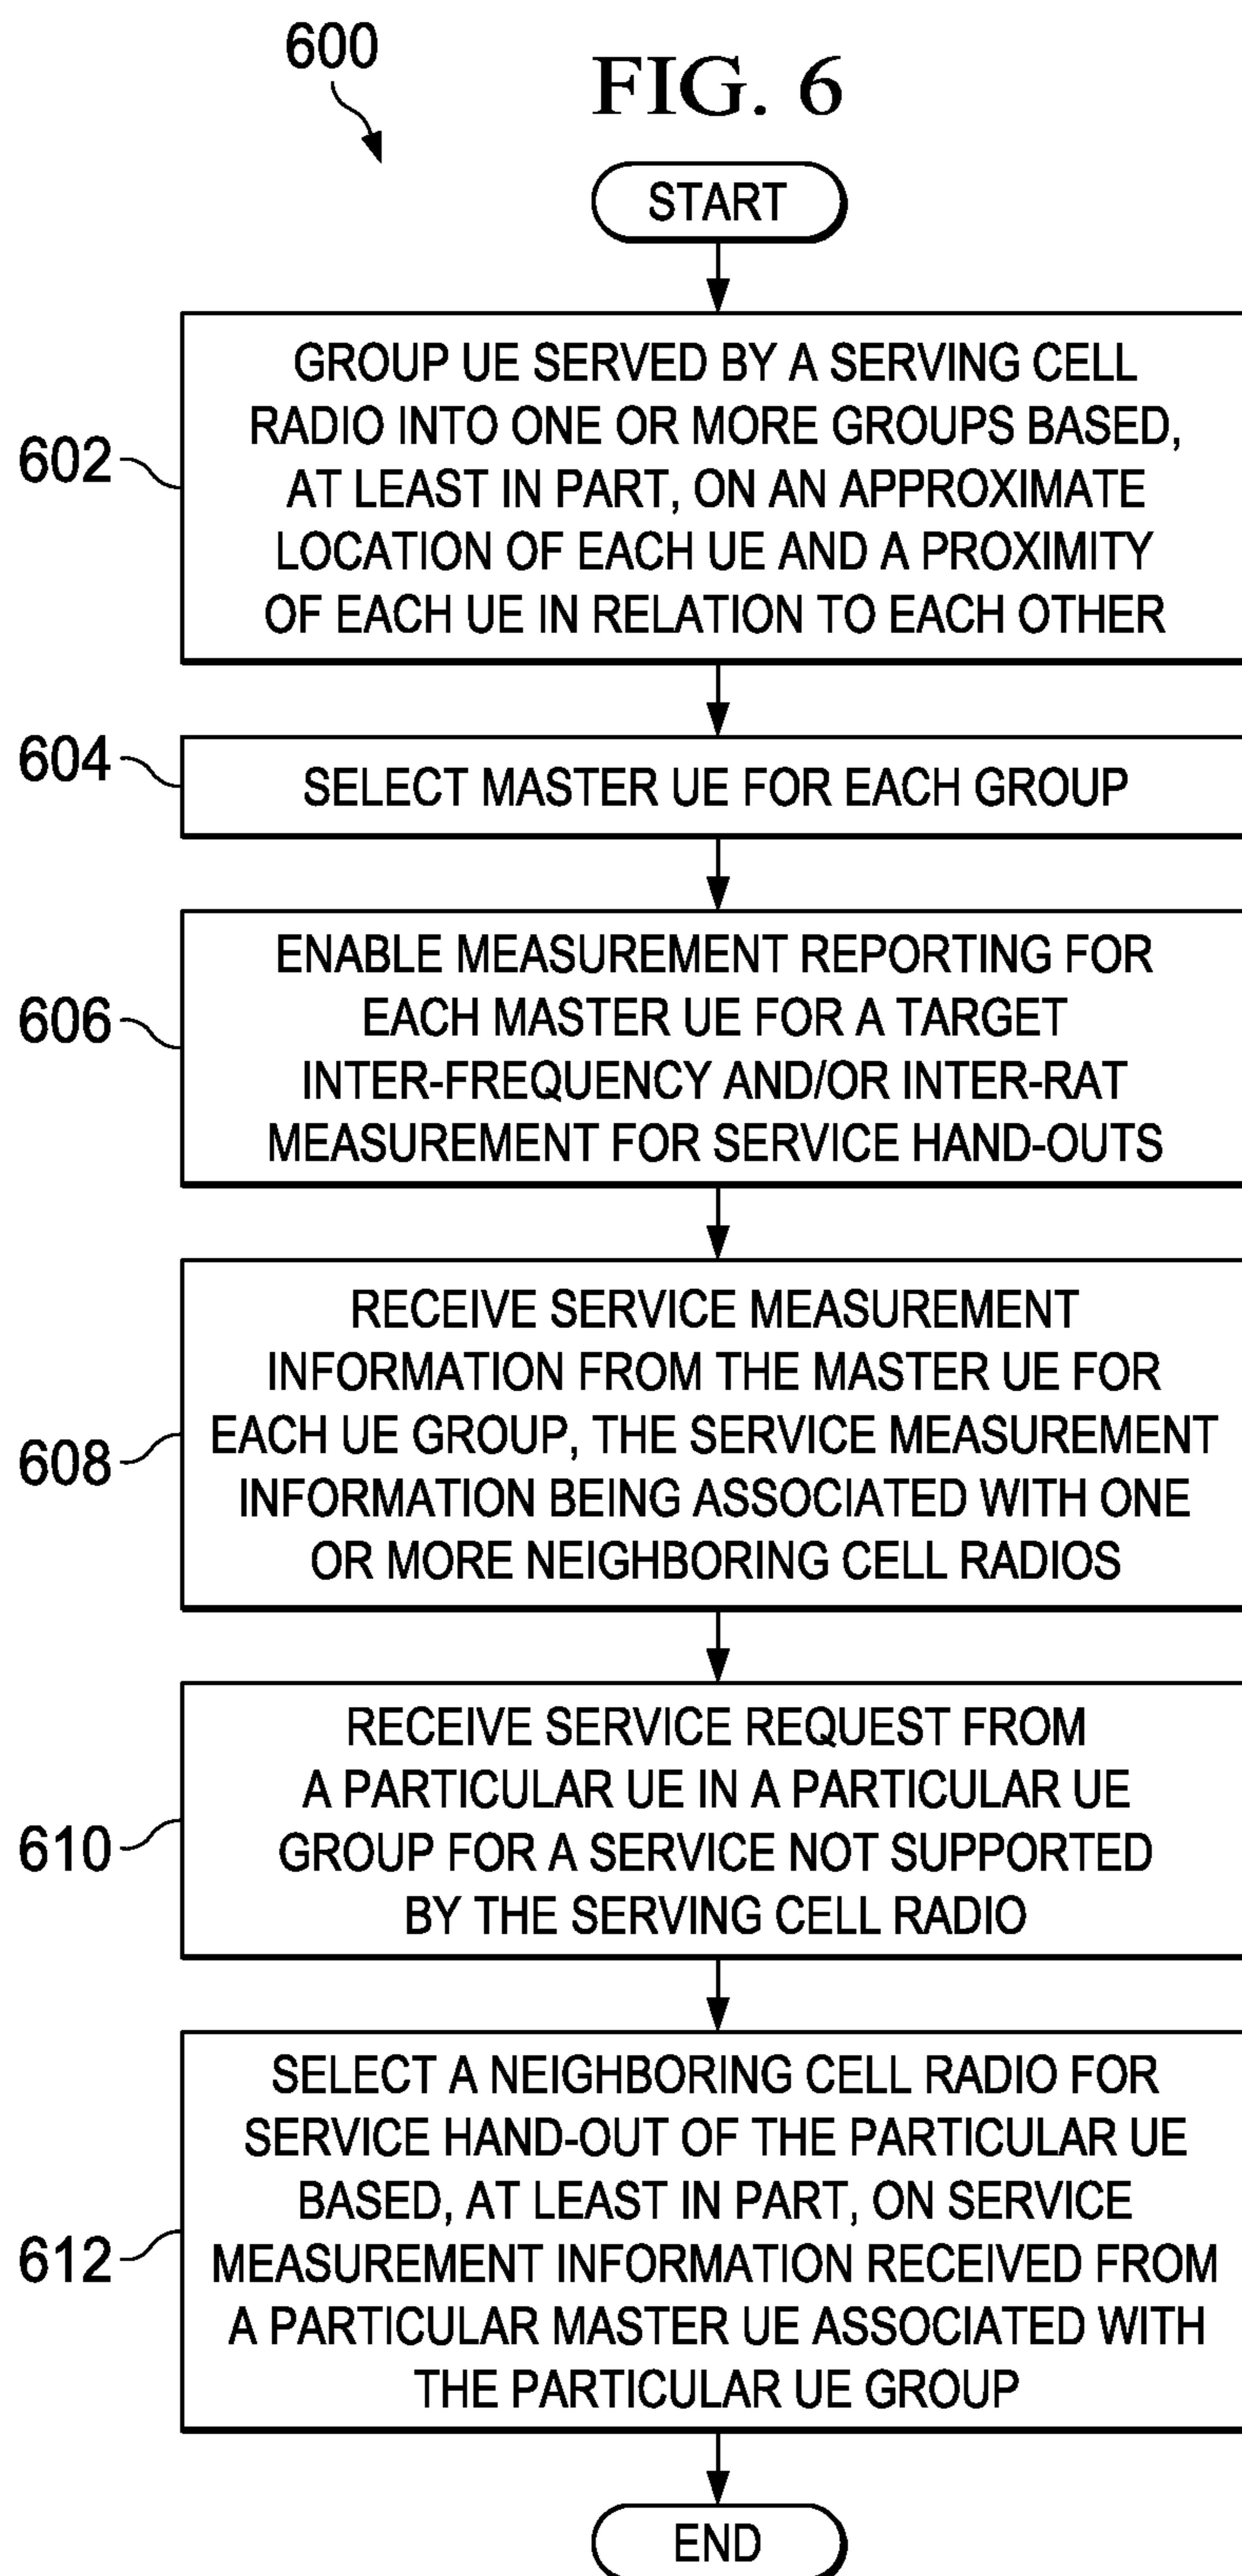 600
FIG. 6
START
602
GROUP UE SERVED BY A SERVING CELL
RADIO INTO ONE OR MORE GROUPS BASED,
AT LEAST IN PART, ON AN APPROXIMATE
LOCATION OF EACH UE AND A PROXIMITY
OF EACH UE IN RELATION TO EACH OTHER
604
SELECT MASTER UE FOR EACH GROUP
606
ENABLE MEASUREMENT REPORTING FOR
EACH MASTER UE FOR A TARGET
INTER-FREQUENCY AND/OR INTER-RAT
MEASUREMENT FOR SERVICE HAND-OUTS
608
RECEIVE SERVICE MEASUREMENT
INFORMATION FROM THE MASTER UE FOR
EACH UE GROUP, THE SERVICE MEASUREMENT
INFORMATION BEING ASSOCIATED WITH ONE
OR MORE NEIGHBORING CELL RADIOS
610
RECEIVE SERVICE REQUEST FROM
A PARTICULAR UE IN A PARTICULAR UE
GROUP FOR A SERVICE NOT SUPPORTED
BY THE SERVING CELL RADIO
612
SELECT A NEIGHBORING CELL RADIO FOR
SERVICE HAND-OUT OF THE PARTICULAR UE
BASED, AT LEAST IN PART, ON SERVICE
MEASUREMENT INFORMATION RECEIVED FROM
A PARTICULAR MASTER UE ASSOCIATED WITH
THE PARTICULAR UE GROUP
END